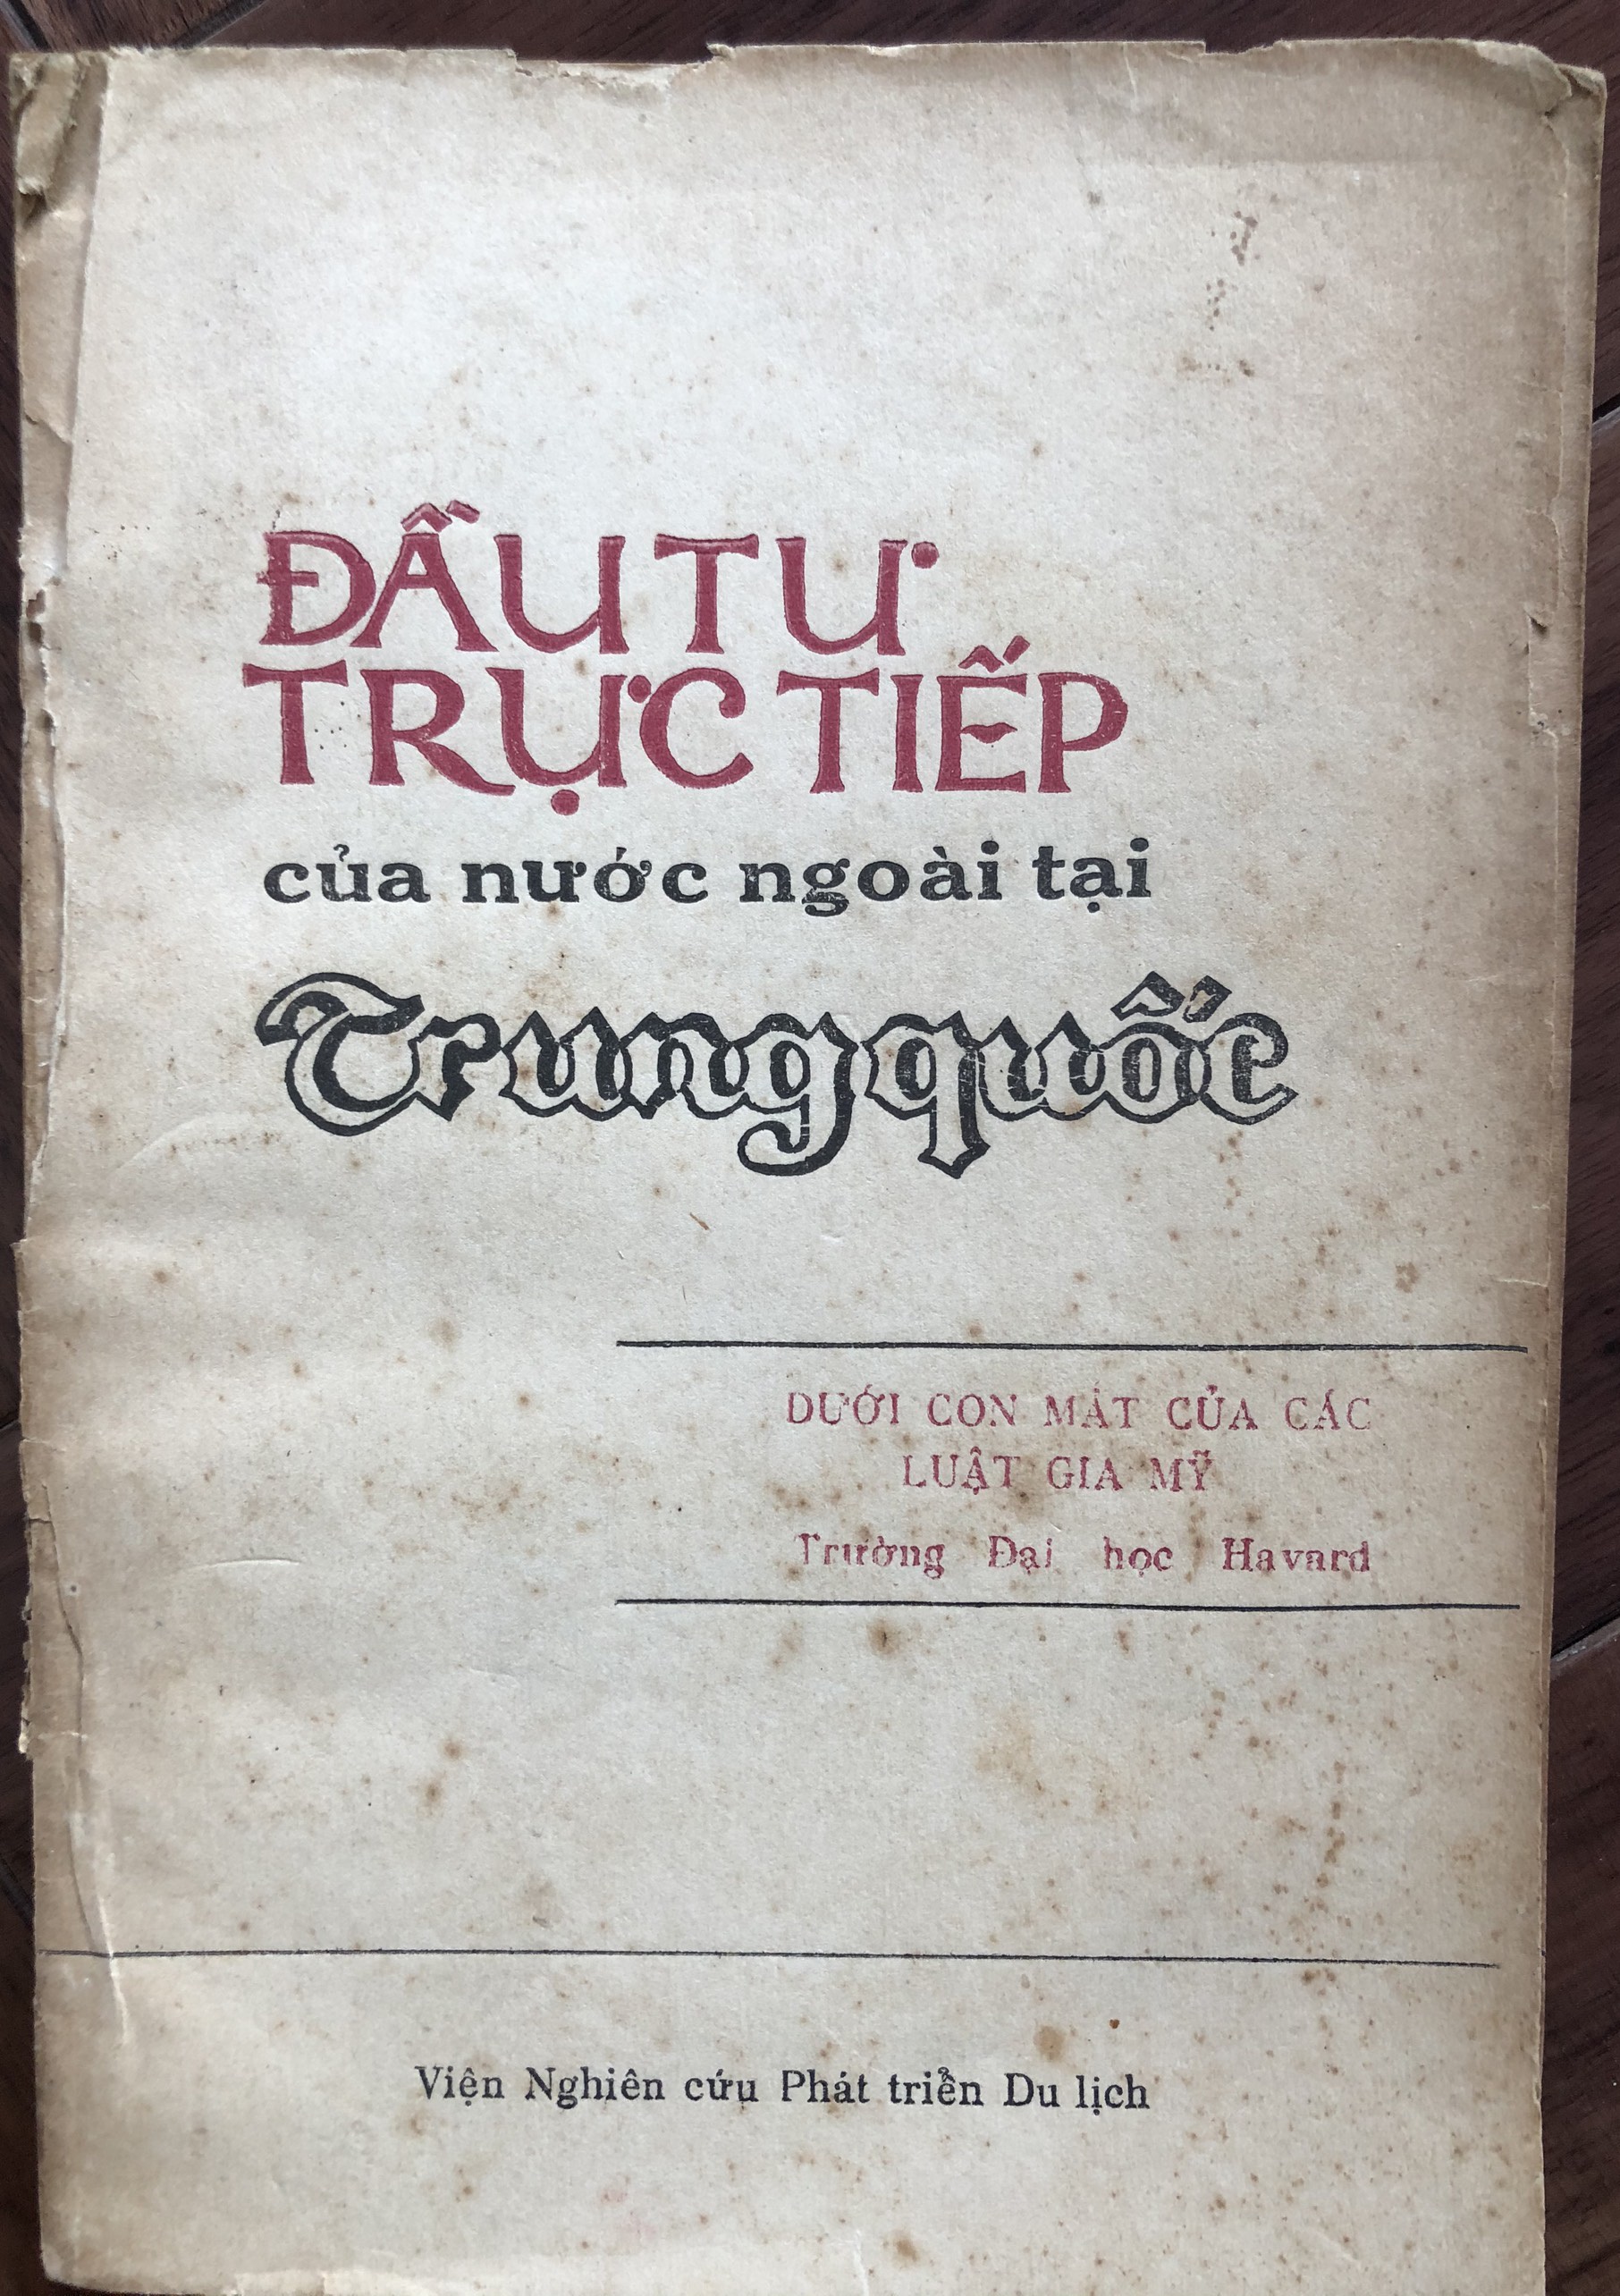 ĐẦU TƯ
TRỰC TIẾP
của nước ngoài tại
Trung quốc
DƯỚI CON MẮT CỦA CÁC
LUẬT GIA MỸ
Trường Đại học Havard
Viện Nghiên cứu Phát triển Du lịch